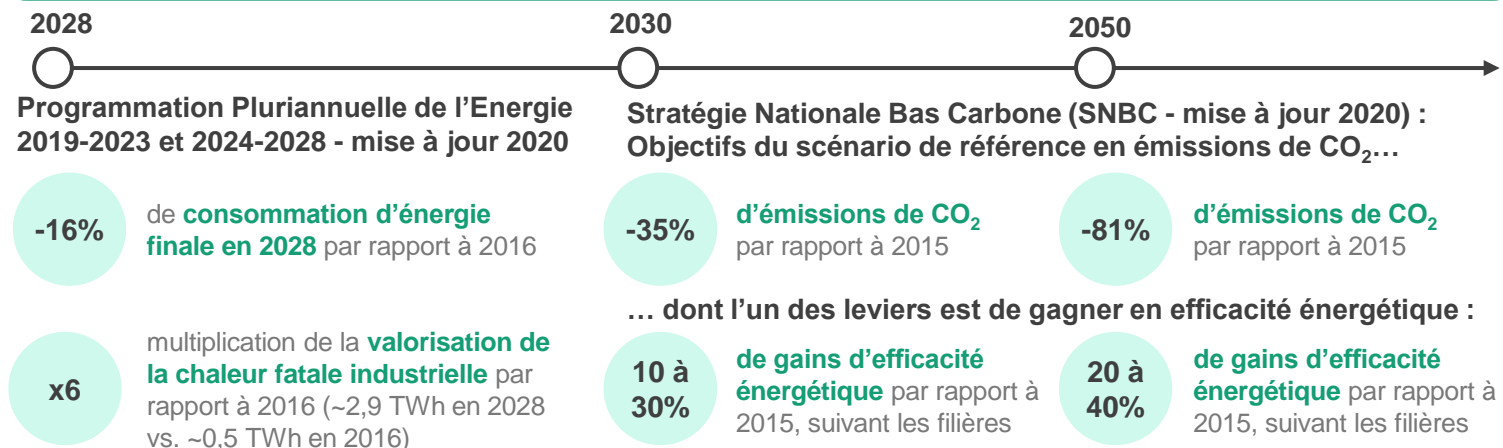 2028
2030
2050
Programmation Pluriannuelle de l’Energie
2019-2023 et 2024-2028 - mise à jour 2020
-16%
de consommation d’énergie
finale en 2028 par rapport à 2016
x6
multiplication de la valorisation de
la chaleur fatale industrielle par
rapport à 2016 (~2,9 TWh en 2028
vs. ~0,5 TWh en 2016)
Stratégie Nationale Bas Carbone (SNBC - mise à jour 2020) :
Objectifs du scénario de référence en émissions de CO₂…
-35%
d’émissions de CO₂
par rapport à 2015
-81%
d’émissions de CO₂
par rapport à 2015
… dont l’un des leviers est de gagner en efficacité énergétique :
10 à
30%
de gains d’efficacité
énergétique par rapport à
2015, suivant les filières
20 à
40%
de gains d’efficacité
énergétique par rapport à
2015, suivant les filières